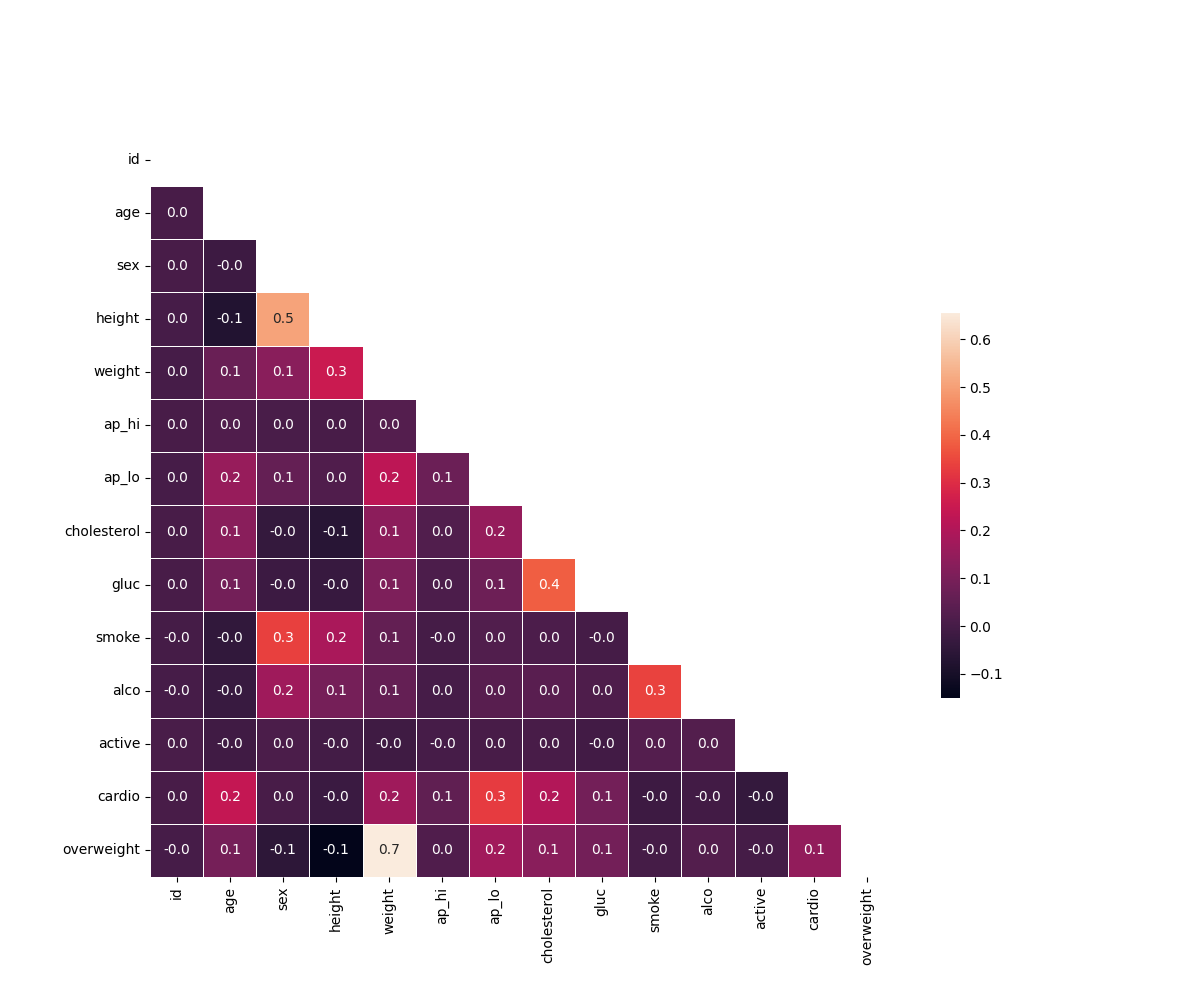 id
age 0.0
sex 0.0 -0.0
height 0.0 -0.1 0.5
weight 0.0 0.1 0.1 0.3
ap_hi 0.0 0.0 0.0 0.0 0.0
ap_lo 0.0 0.2 0.1 0.0 0.2 0.1
cholesterol 0.0 0.1 -0.0 -0.1 0.1 0.0 0.2
gluc 0.0 0.1 -0.0 -0.0 0.1 0.0 0.1 0.4
smoke -0.0 -0.0 0.3 0.2 0.1 -0.0 0.0 0.0 -0.0
alco -0.0 -0.0 0.2 0.1 0.1 0.0 0.0 0.0 0.0 0.3
active 0.0 -0.0 0.0 -0.0 -0.0 -0.0 0.0 0.0 -0.0 0.0 0.0
cardio 0.0 0.2 0.0 -0.0 0.2 0.1 0.3 0.2 0.1 -0.0 -0.0 -0.0
overweight -0.0 0.1 -0.1 -0.1 0.7 0.0 0.2 0.1 0.1 -0.0 0.0 -0.0 0.1
id age sex height weight ap_hi ap_lo cholesterol gluc smoke alco active cardio overweight
0.6
0.5
0.4
0.3
0.2
0.1
0.0
−0.1